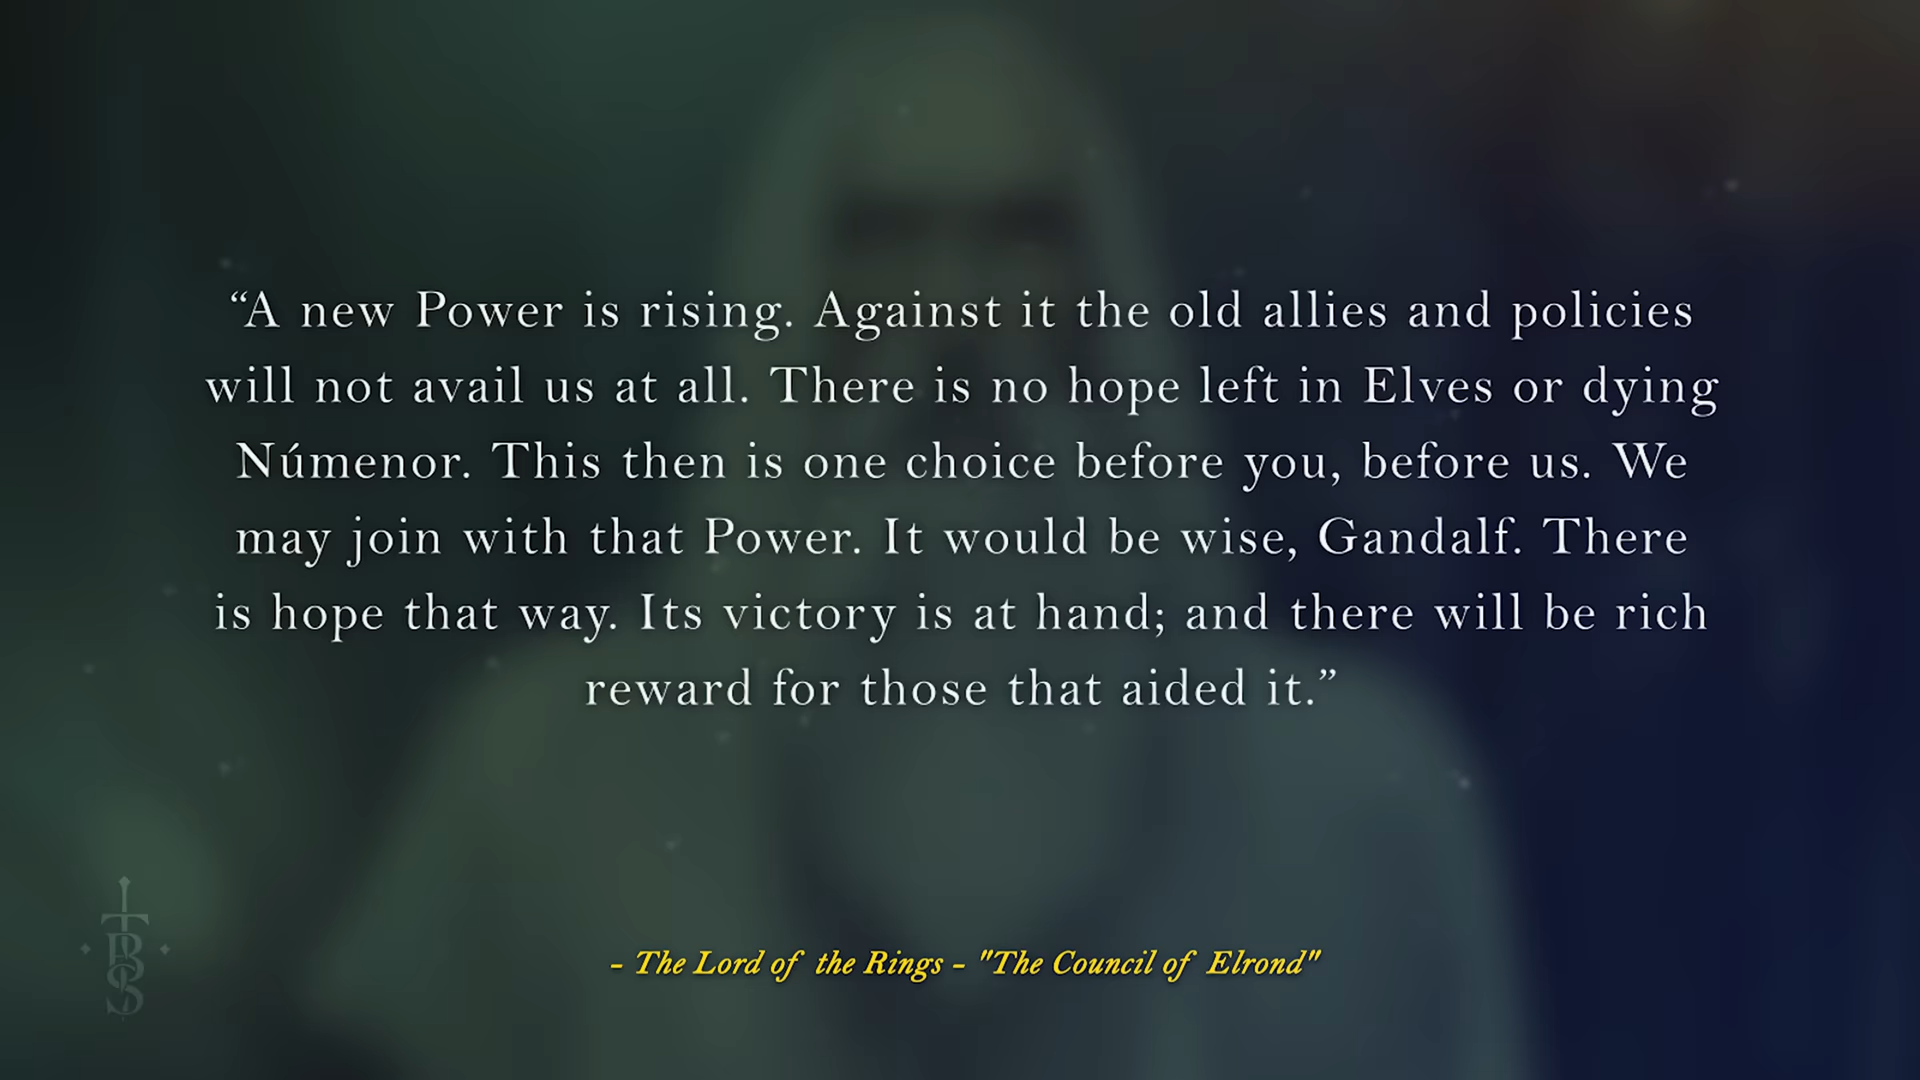 “A new Power is rising. Against it the old allies and policies
will not avail us at all. There is no hope left in Elves or dying
Númenor. This then is one choice before you, before us. We
may join with that Power. It would be wise, Gandalf. There
is hope that way. Its victory is at hand; and there will be rich
reward for those that aided it.”
TBS
- The Lord of the Rings - "The Council of Elrond"